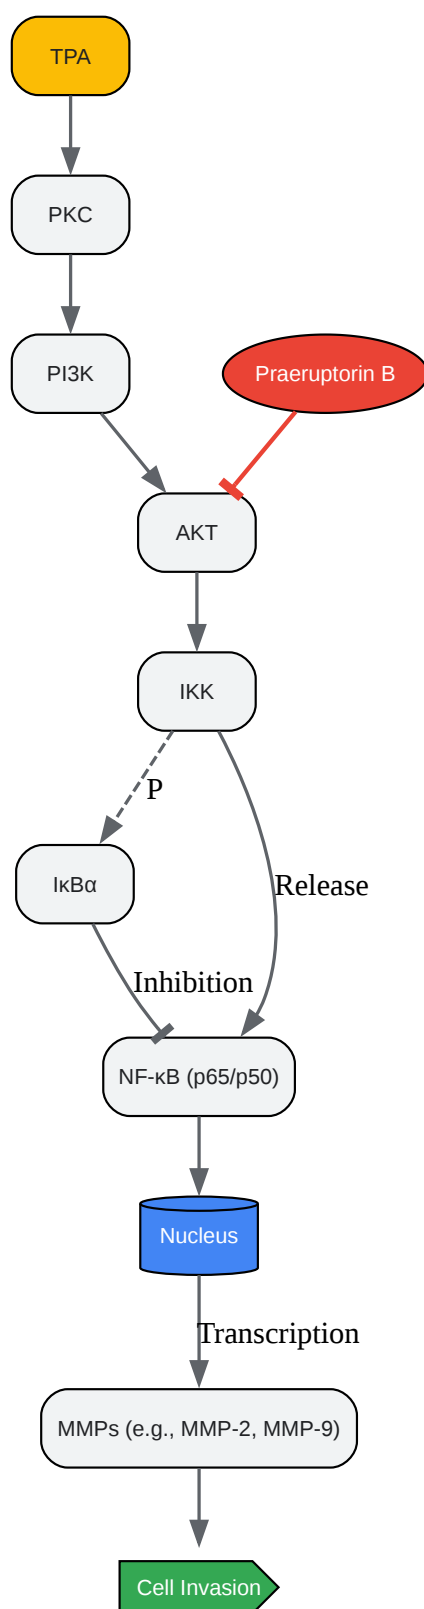 TPA
PKC
PI3K
Praeruptorin B
AKT
IKK
P
IκBα
Release
Inhibition
NF-κB (p65/p50)
Nucleus
Transcription
MMPs (e.g., MMP-2, MMP-9)
Cell Invasion